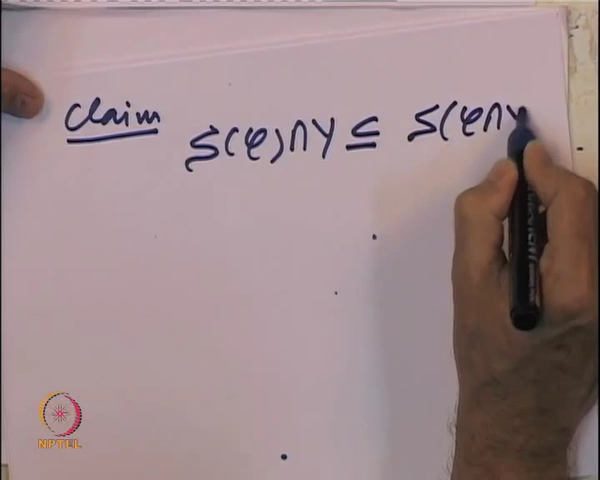 Claim
S(φ)∩Y ⊆ S(φ∩Y
NPTEL